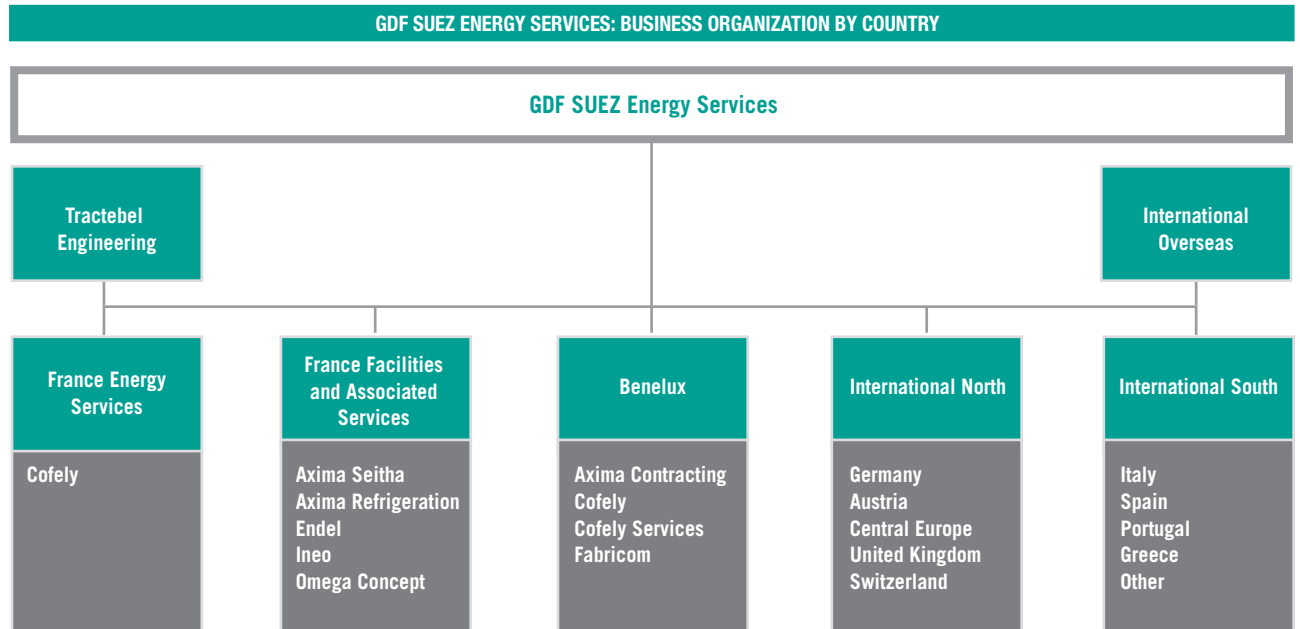 GDF SUEZ ENERGY SERVICES: BUSINESS ORGANIZATION BY COUNTRY
GDF SUEZ Energy Services
Tractebel
Engineering
International
Overseas
France Energy
Services
Cofely
France Facilities
and Associated
Services
Axima Seitha
Axima Refrigeration
Endel
Ineo
Omega Concept
Benelux
Axima Contracting
Cofely
Cofely Services
Fabricom
International North
Germany
Austria
Central Europe
United Kingdom
Switzerland
International South
Italy
Spain
Portugal
Greece
Other